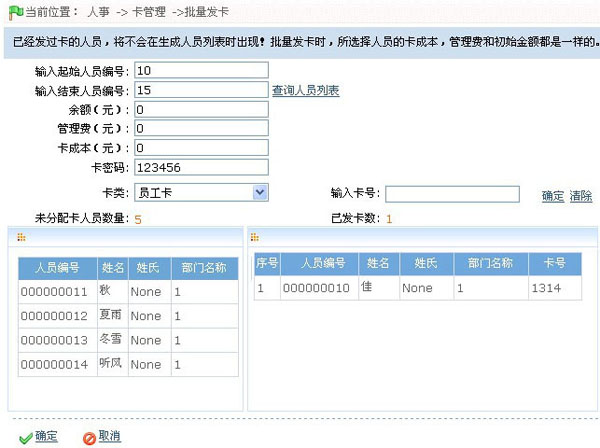 当前位置： 人事 -> 卡管理 ->批量发卡
已经发过卡的人员，将不会在生成人员列表时出现！批量发卡时，所选择人员的卡成本，管理费和初始金额都是一样的。
输入起始人员编号: 10
输入结束人员编号: 15 查询人员列表
余额（元）: 0
管理费（元）: 0
卡成本（元）: 0
卡密码: 123456
卡类: 员工卡 输入卡号: 确定 清除
未分配卡人员数量: 5 已发卡数: 1
人员编号 姓名 姓氏 部门名称
000000011 秋 None 1
000000012 夏雨 None 1
000000013 冬雪 None 1
000000014 听风 None 1
序号 人员编号 姓名 姓氏 部门名称 卡号
1 000000010 佳 None 1 1314
确定 取消